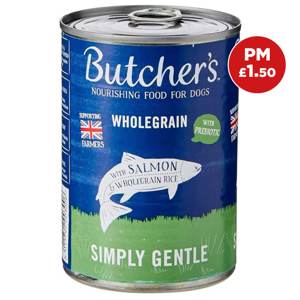 PM
£1.50
Butcher's
NOURISHING FOOD FOR DOGS
WHOLEGRAIN
SUPPORTING
FARMERS
WITH
PREBIOTIC
WITH SALMON
& WHOLEGRAIN RICE
SIMPLY GENTLE
S